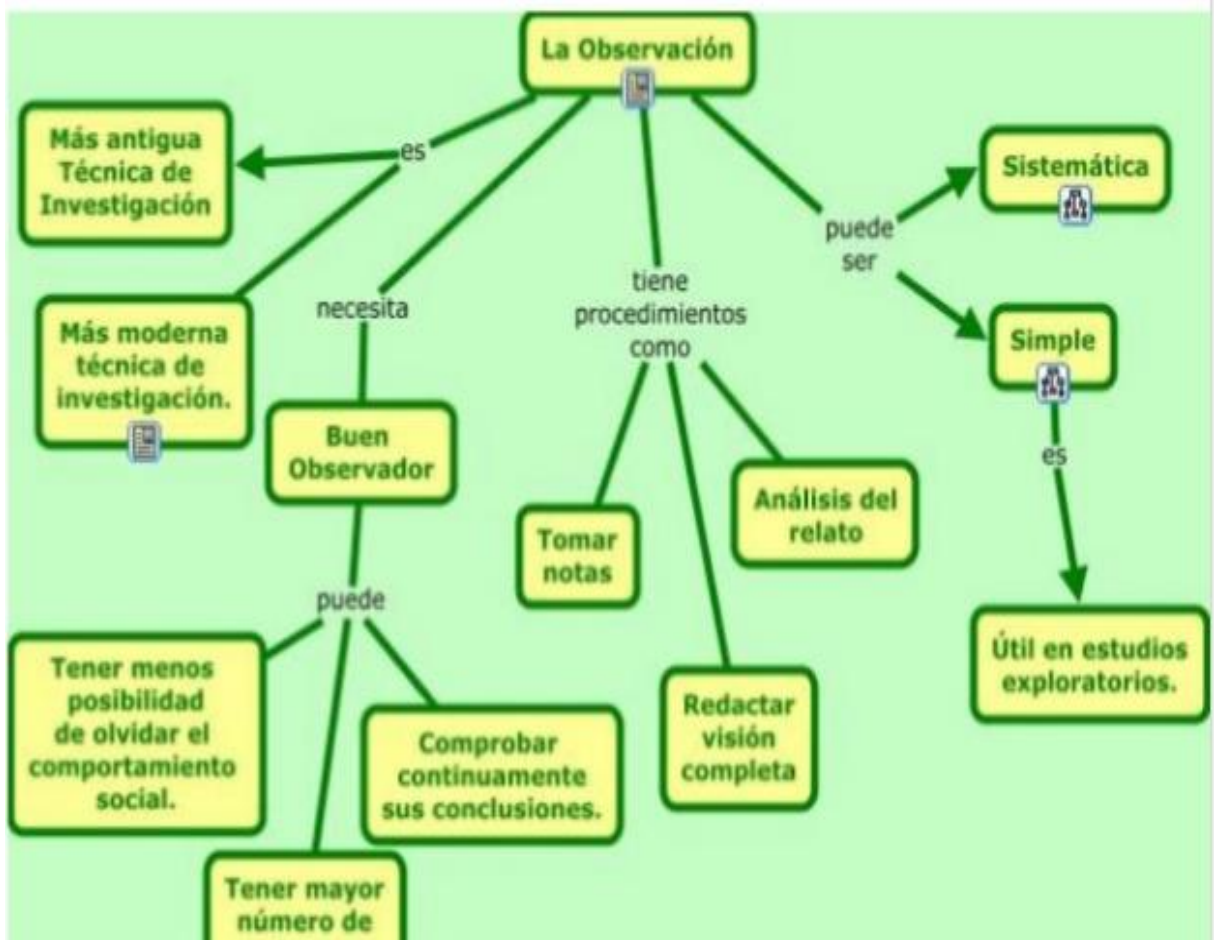 La Observación
es
Más antigua
Técnica de
Investigación
Más moderna
técnica de
investigación.
necesita
Buen
Observador
puede
Tener menos
posibilidad
de olvidar el
comportamiento
social.
Tener mayor
número de
Comprobar
continuamente
sus conclusiones.
tiene
procedimientos
como
Tomar
notas
Redactar
visión
completa
Análisis del
relato
puede
ser
Sistemática
Simple
es
Útil en estudios
exploratorios.